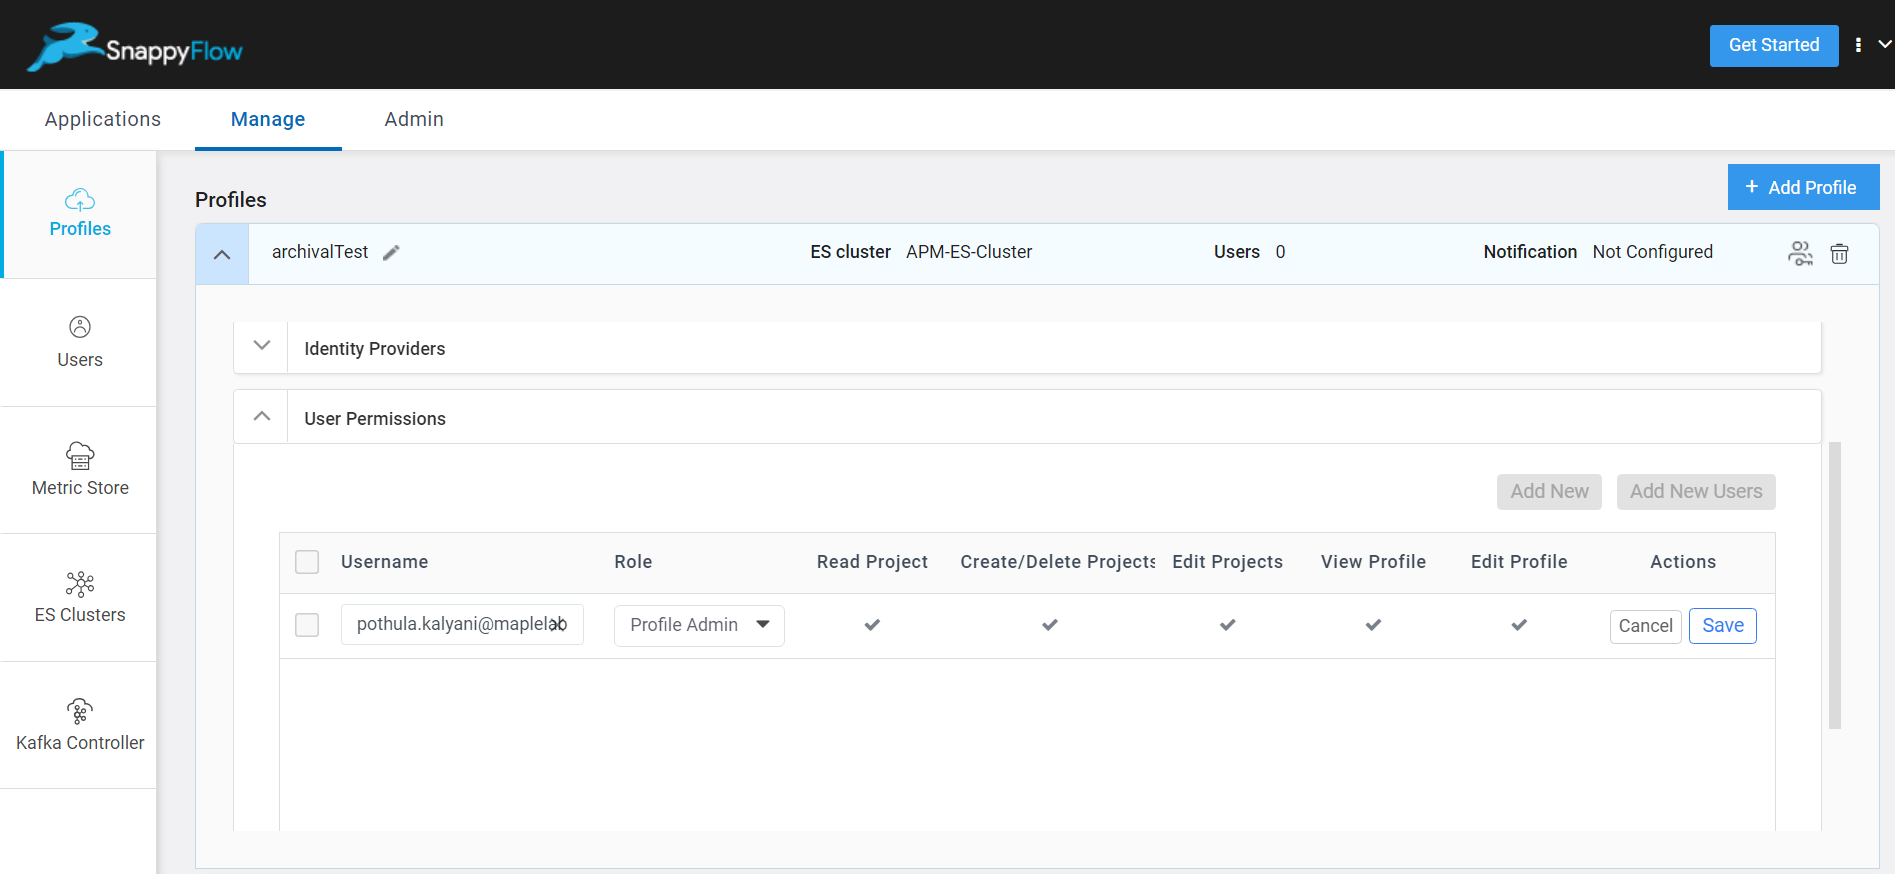 SnappyFlow
Get Started
Applications
Manage
Admin
Profiles
Users
Metric Store
ES Clusters
Kafka Controller
Profiles
+ Add Profile
archivalTest
ES cluster APM-ES-Cluster
Users 0
Notification Not Configured
Identity Providers
User Permissions
Add New
Add New Users
Username Role Read Project Create/Delete Projects Edit Projects View Profile Edit Profile Actions
pothula.kalyani@maplelab Profile Admin Cancel Save